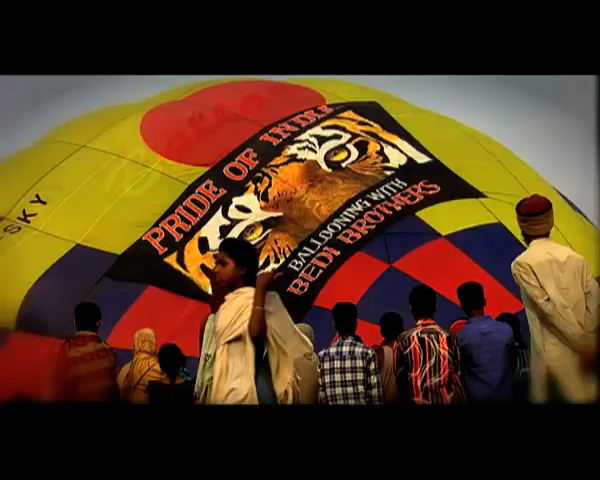 PRIDE OF INDIA
BALLOONING WITH
BEDI BROTHERS
SKY